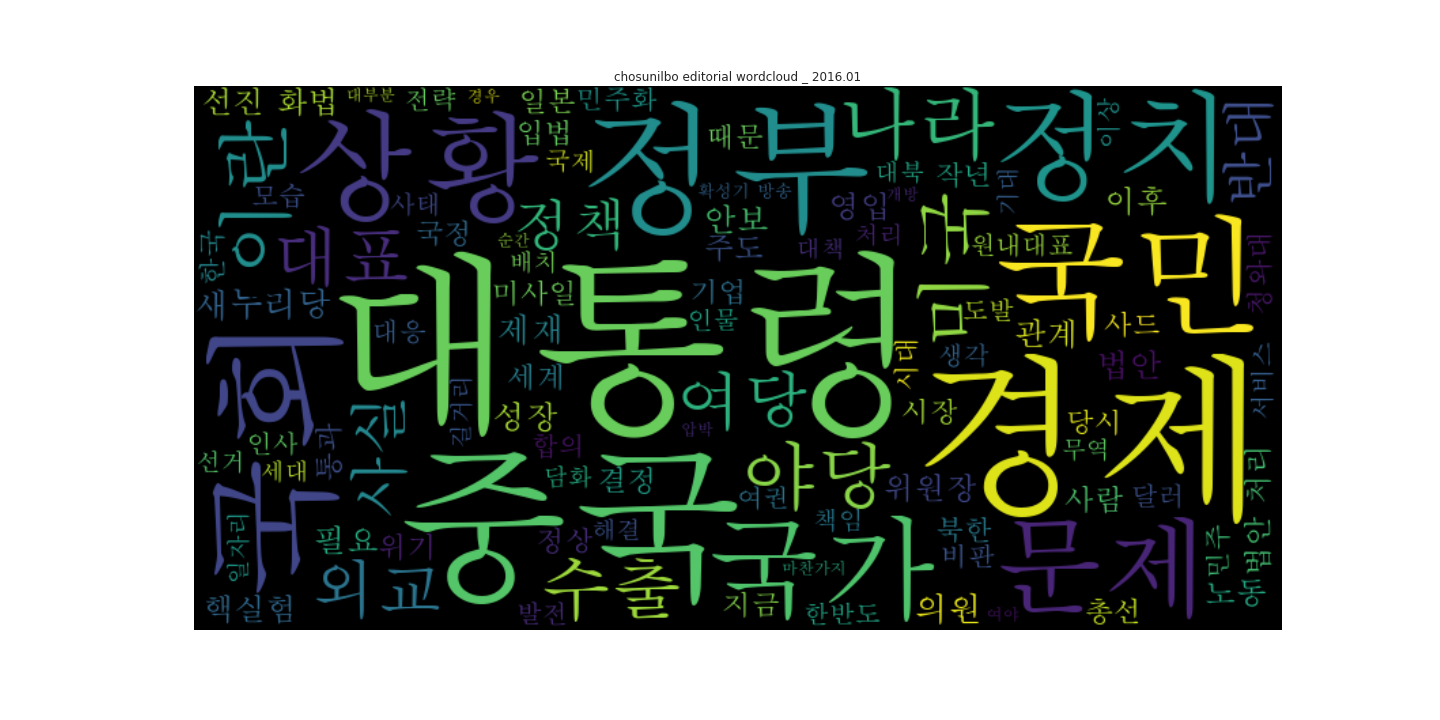 chosunilbo editorial wordcloud _ 2016.01
선진 화법
대부분
전략
경우
일본
민주화
나라
정치
이상
반대
이란
상황
입법
정부
때문
국제
대북 작년
모습
사태
확성기 방송
개방
기대
이후
정책
안보
영입
미국
국민
한국
대표
국정
순간
주도
대책
처리
원내대표
청와대
배치
대통령
새누리당
미사일
기업
도발
관계
사드
대응
제재
인물
국회
시대
생각
법안
서비스
세계
여당
경제
사실
길거리
성장
압박
시장
당시
인사
통과
합의
야당
무역
선거
세대
중국
담화
결정
여권
위원장
사람
달러
처리
일자리
필요
위기
정상
해결
국가
책임
북한
문제
민주
법안
외교
수출
마찬가지
비판
노동
핵실험
발전
지금
한반도
의원
여야
총선